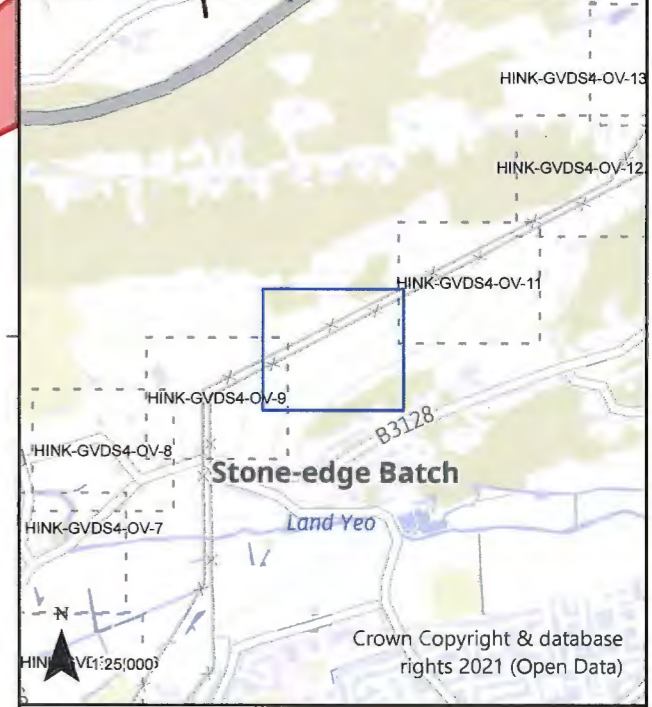 HINK-GVDS4-OV-13
HINK-GVDS4-OV-12
HINK-GVDS4-OV-11
HINK-GVDS4-OV-9
B3128
HINK-GVDS4-OV-8
Stone-edge Batch
Land Yeo
HINK-GVDS4-OV-7
N
Crown Copyright & database
rights 2021 (Open Data)
1:25,000